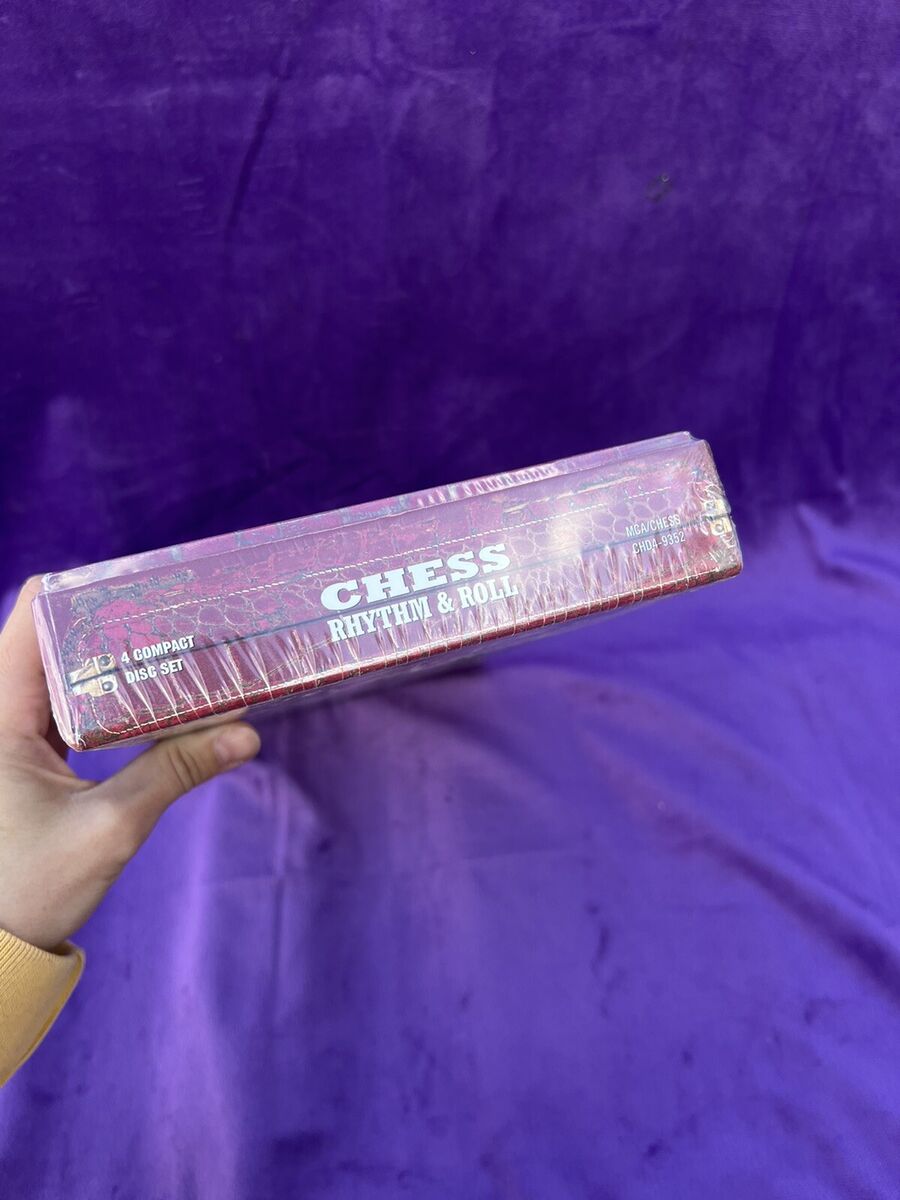 CHESS
RHYTHM & ROLL
4 COMPACT
DISC SET
MCA/CHESS
CHD4-9352